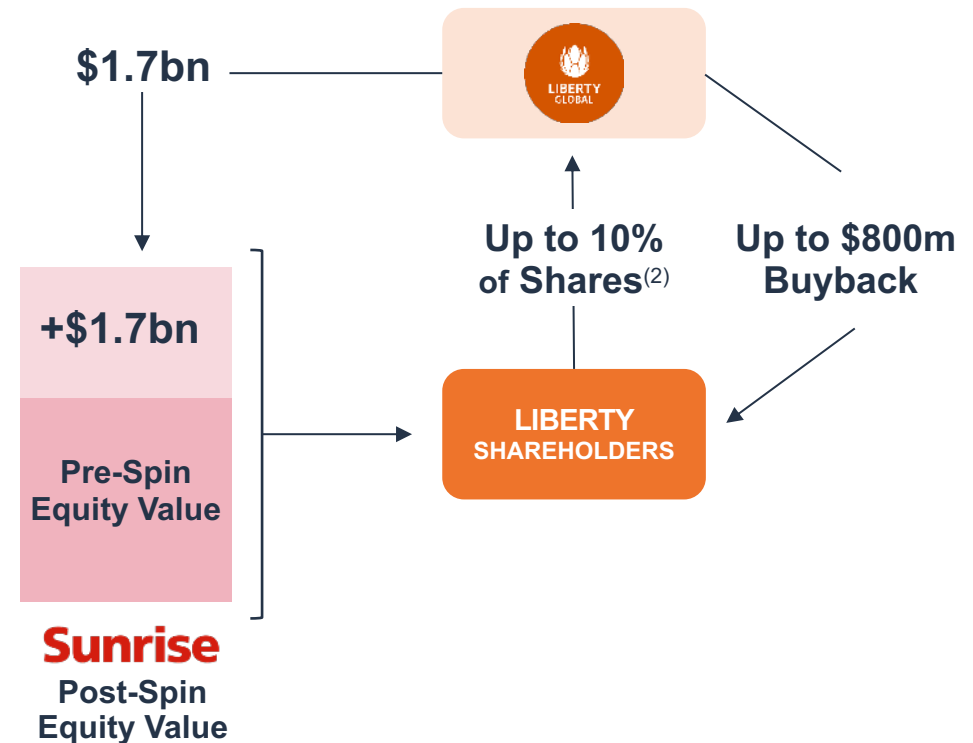 $1.7bn
LIBERTY
GLOBAL
Up to 10%
of Shares(2)
Up to $800m
Buyback
+$1.7bn
Pre-Spin
Equity Value
LIBERTY
SHAREHOLDERS
Sunrise
Post-Spin
Equity Value